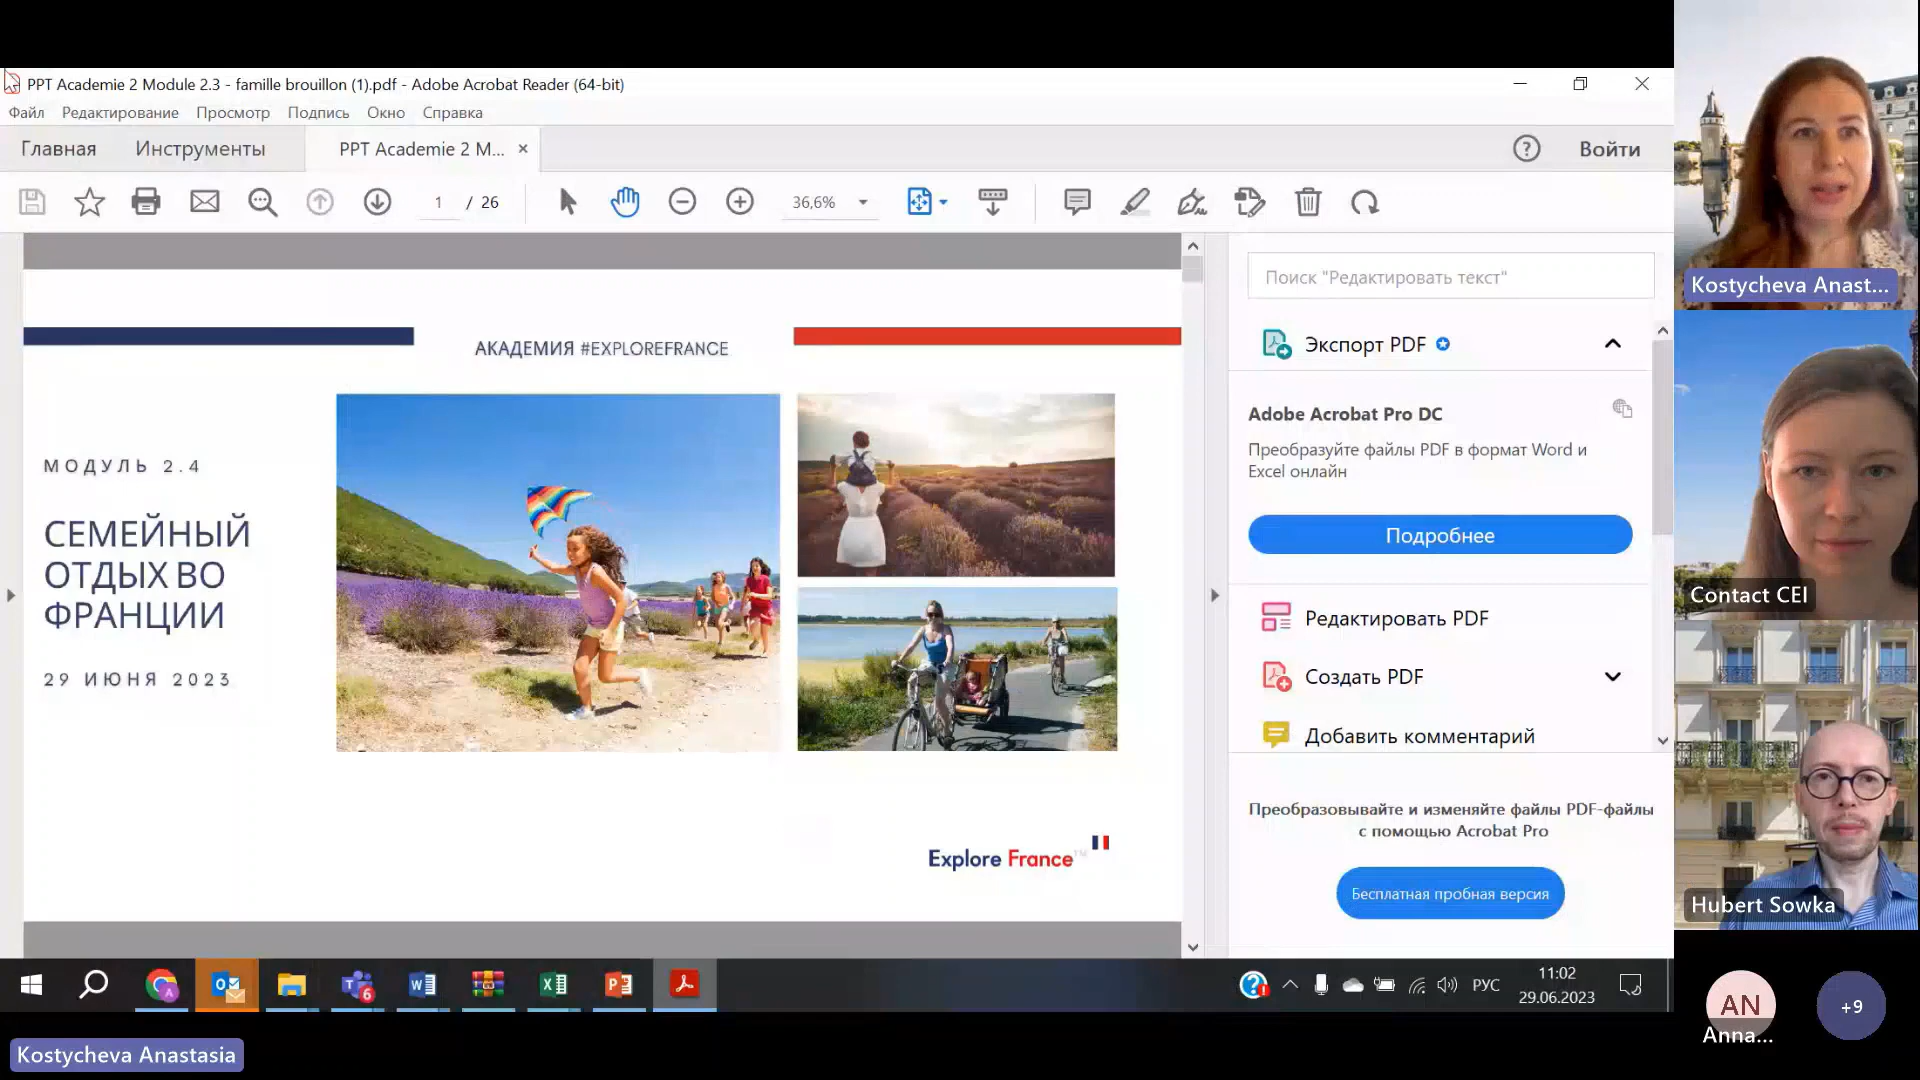 PPT Academie 2 Module 2.3 - famille brouillon (1).pdf - Adobe Acrobat Reader (64-bit)
Файл Редактирование Просмотр Подпись Окно Справка
Главная Инструменты PPT Academie 2 M... Войти
1 / 26 36,6%
АКАДЕМИЯ #EXPLOREFRANCE
МОДУЛЬ 2.4
СЕМЕЙНЫЙ
ОТДЫХ ВО
ФРАНЦИИ
29 ИЮНЯ 2023
Explore France™
Поиск "Редактировать текст"
Экспорт PDF
Adobe Acrobat Pro DC
Преобразуйте файлы PDF в формат Word и
Excel онлайн
Подробнее
Редактировать PDF
Создать PDF
Добавить комментарий
Преобразовывайте и изменяйте файлы PDF-файлы
с помощью Acrobat Pro
Бесплатная пробная версия
Kostycheva Anast...
Contact CEI
Hubert Sowka
AN
Anna...
+9
6
РУС
11:02
29.06.2023
Kostycheva Anastasia